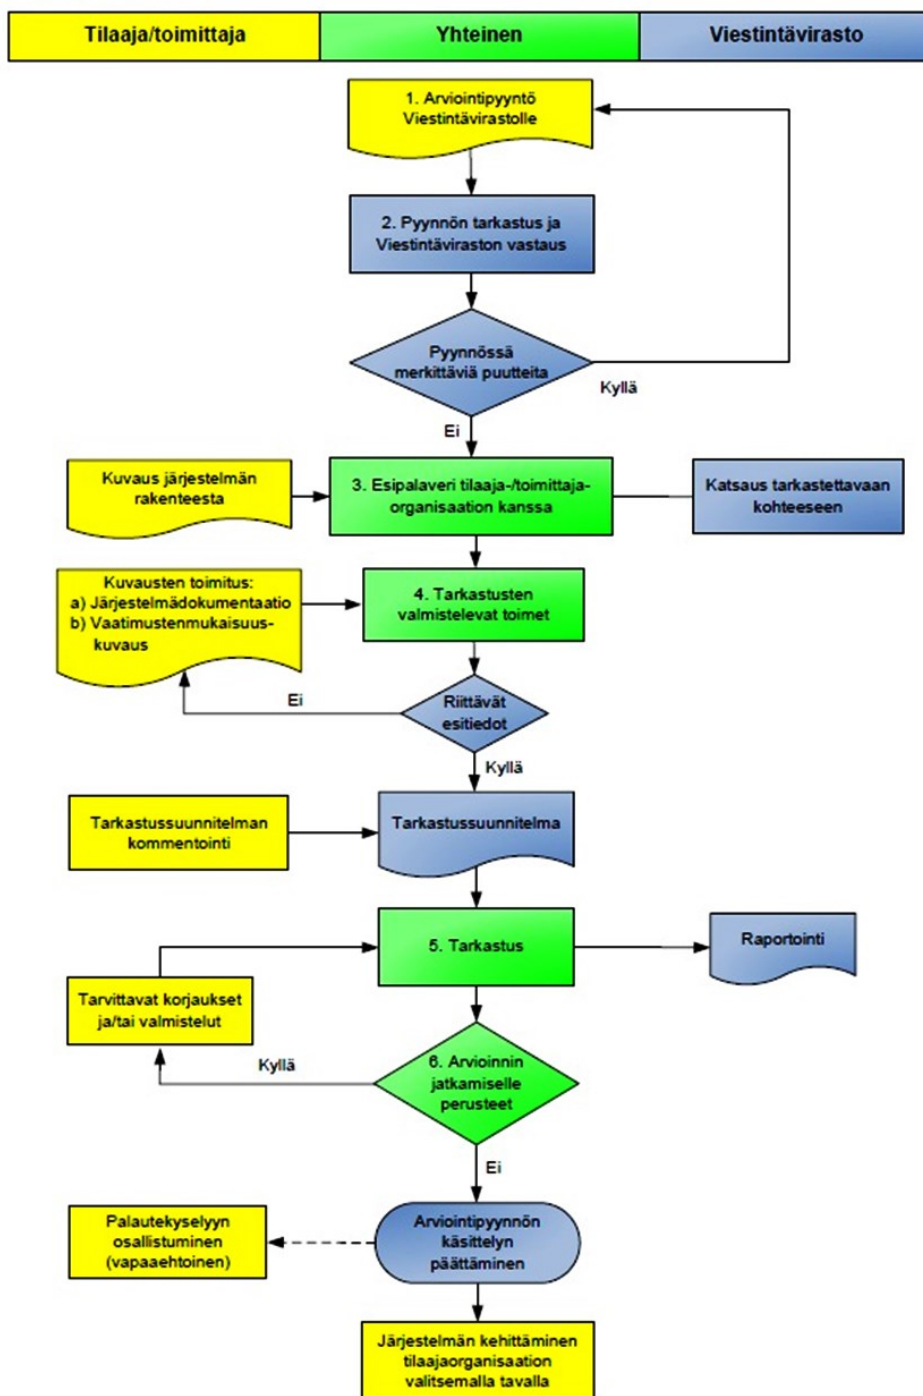 Tilaaja/toimittaja
Yhteinen
Viestintävirasto
1. Arviointipyyntö
Viestintävirastolle
2. Pyynnön tarkastus ja
Viestintäviraston vastaus
Pyynnössä
merkittäviä puutteita
Kyllä
Ei
Kuvaus järjestelmän
rakenteesta
3. Esipalaveri tilaaja-/toimittaja-
organisaation kanssa
Katsaus tarkastettavaan
kohteeseen
Kuvausten toimitus:
a) Järjestelmädokumentaatio
b) Vaatimustenmukaisuus-
kuvaus
4. Tarkastusten
valmistelevat toimet
Ei
Riittävät
esitiedot
Kyllä
Tarkastussuunnitelman
kommentointi
Tarkastussuunnitelma
5. Tarkastus
Raportointi
Tarvittavat korjaukset
ja/tai valmistelut
Kyllä
6. Arvioinnin
jatkamiselle
perusteet
Ei
Palautekyselyyn
osallistuminen
(vapaaehtoinen)
Arviointipyynnön
käsittelyn
päättäminen
Järjestelmän kehittäminen
tilaajaorganisaation
valitsemalla tavalla